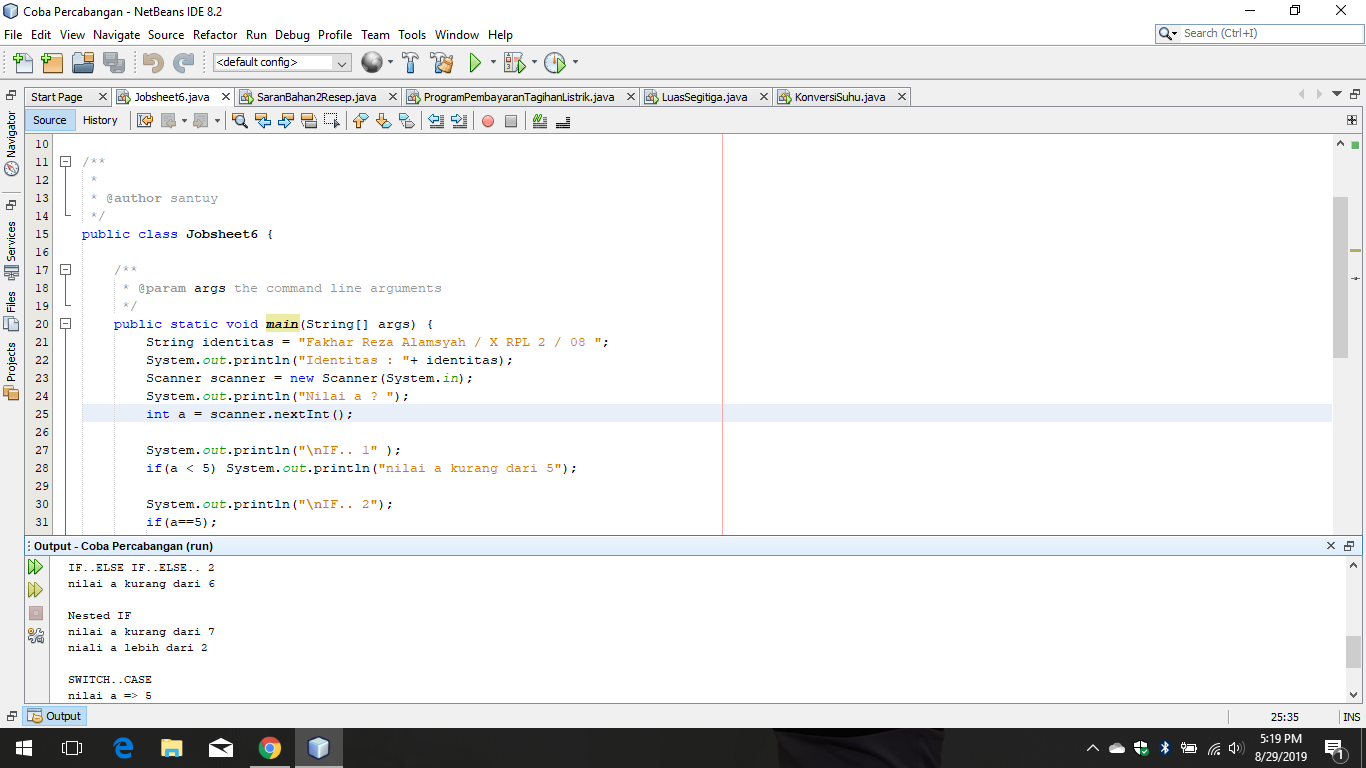 Coba Percabangan - NetBeans IDE 8.2
File Edit View Navigate Source Refactor Run Debug Profile Team Tools Window Help
Search (Ctrl+I)
<default config>
Start Page Jobsheet6.java SaranBahan2Resep.java ProgramPembayaranTagihanListrik.java LuasSegitiga.java KonversiSuhu.java
Source History
Navigator
Services
Files
Projects
10
11 /**
12 *
13 * @author santuy
14 */
15 public class Jobsheet6 {
16
17 /**
18 * @param args the command line arguments
19 */
20 public static void main(String[] args) {
21 String identitas = "Fakhar Reza Alamsyah / X RPL 2 / 08 ";
22 System.out.println("Identitas : "+ identitas);
23 Scanner scanner = new Scanner(System.in);
24 System.out.println("Nilai a ? ");
25 int a = scanner.nextInt();
26
27 System.out.println("\nIF.. 1" );
28 if(a < 5) System.out.println("nilai a kurang dari 5");
29
30 System.out.println("\nIF.. 2");
31 if(a==5);
Output - Coba Percabangan (run)
IF..ELSE IF..ELSE.. 2
nilai a kurang dari 6
Nested IF
nilai a kurang dari 7
niali a lebih dari 2
SWITCH..CASE
nilai a => 5
Output
25:35 INS
5:19 PM
8/29/2019
1